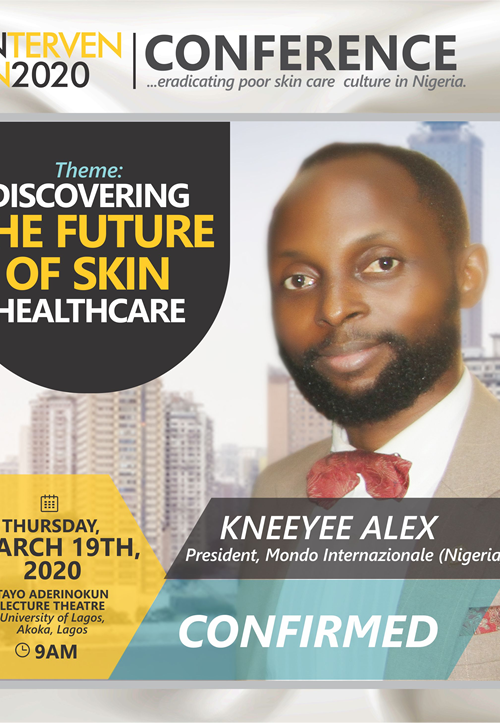 NTERVEN
N2020
CONFERENCE
...eradicating poor skin care culture in Nigeria.
Theme:
DISCOVERING
HE FUTURE
OF SKIN
HEALTHCARE
THURSDAY,
ARCH 19TH,
2020
TAYO ADERINOKUN
LECTURE THEATRE
University of Lagos,
Akoka, Lagos
9AM
KNEEYEE ALEX
President, Mondo Internazionale (Nigeria
CONFIRMED